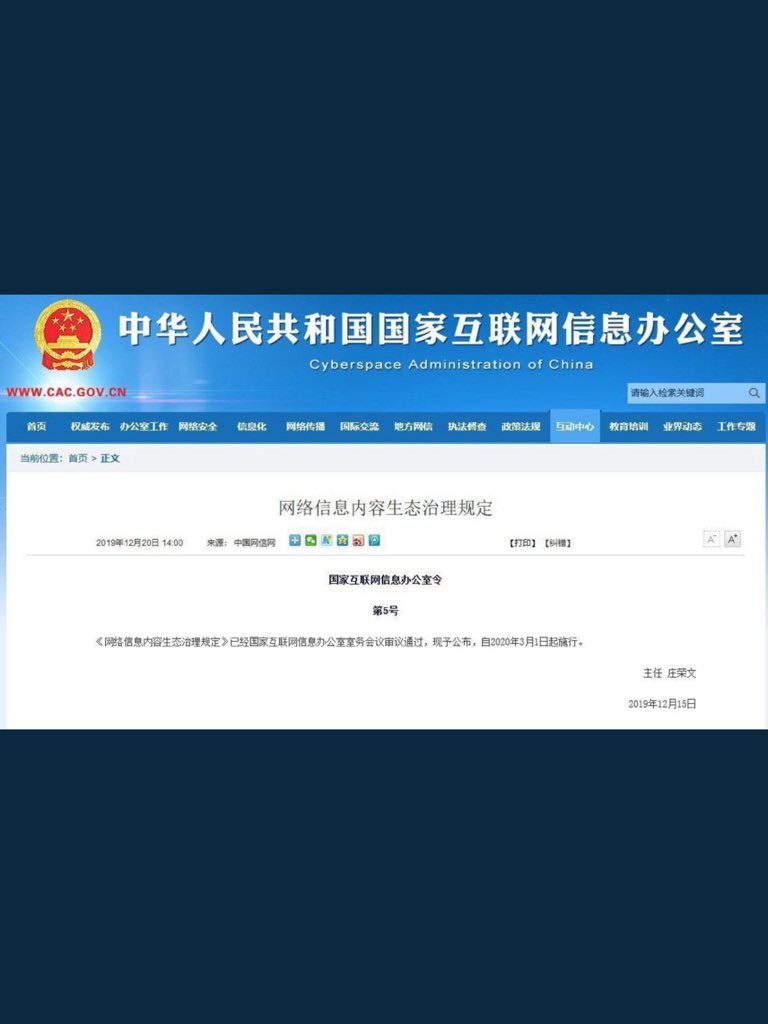 中华人民共和国国家互联网信息办公室
Cyberspace Administration of China
WWW.CAC.GOV.CN
请输入检索关键词
首页 权威发布 办公室工作 网络安全 信息化 网络传播 国际交流 地方网信 执法督查 政策法规 互动中心 教育培训 业界动态 工作专题
当前位置：首页 > 正文
网络信息内容生态治理规定
2019年12月20日 14:00 来源： 中国网信网 【打印】【纠错】 A- A+
国家互联网信息办公室令
第5号
《网络信息内容生态治理规定》已经国家互联网信息办公室室务会议审议通过，现予公布，自2020年3月1日起施行。
主任 庄荣文
2019年12月15日